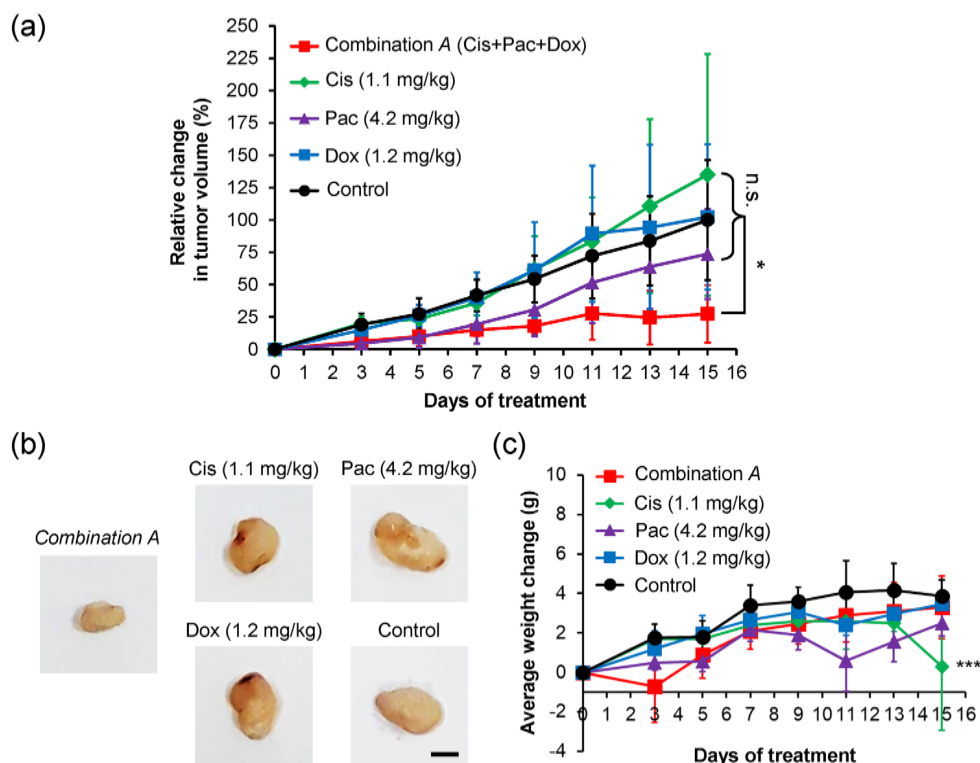 (a)
Relative change
in tumor volume (%)
250
225
200
175
150
125
100
75
50
25
0
Combination A (Cis+Pac+Dox)
Cis (1.1 mg/kg)
Pac (4.2 mg/kg)
Dox (1.2 mg/kg)
Control
n.s.
*
0 1 2 3 4 5 6 7 8 9 10 11 12 13 14 15 16
Days of treatment
(b)
Combination A
Cis (1.1 mg/kg)
Pac (4.2 mg/kg)
Dox (1.2 mg/kg)
Control
(c)
Average weight change (g)
10
8
6
4
2
0
-2
-4
Combination A
Cis (1.1 mg/kg)
Pac (4.2 mg/kg)
Dox (1.2 mg/kg)
Control
***
0 1 2 3 4 5 6 7 8 9 10 11 12 13 14 15 16
Days of treatment